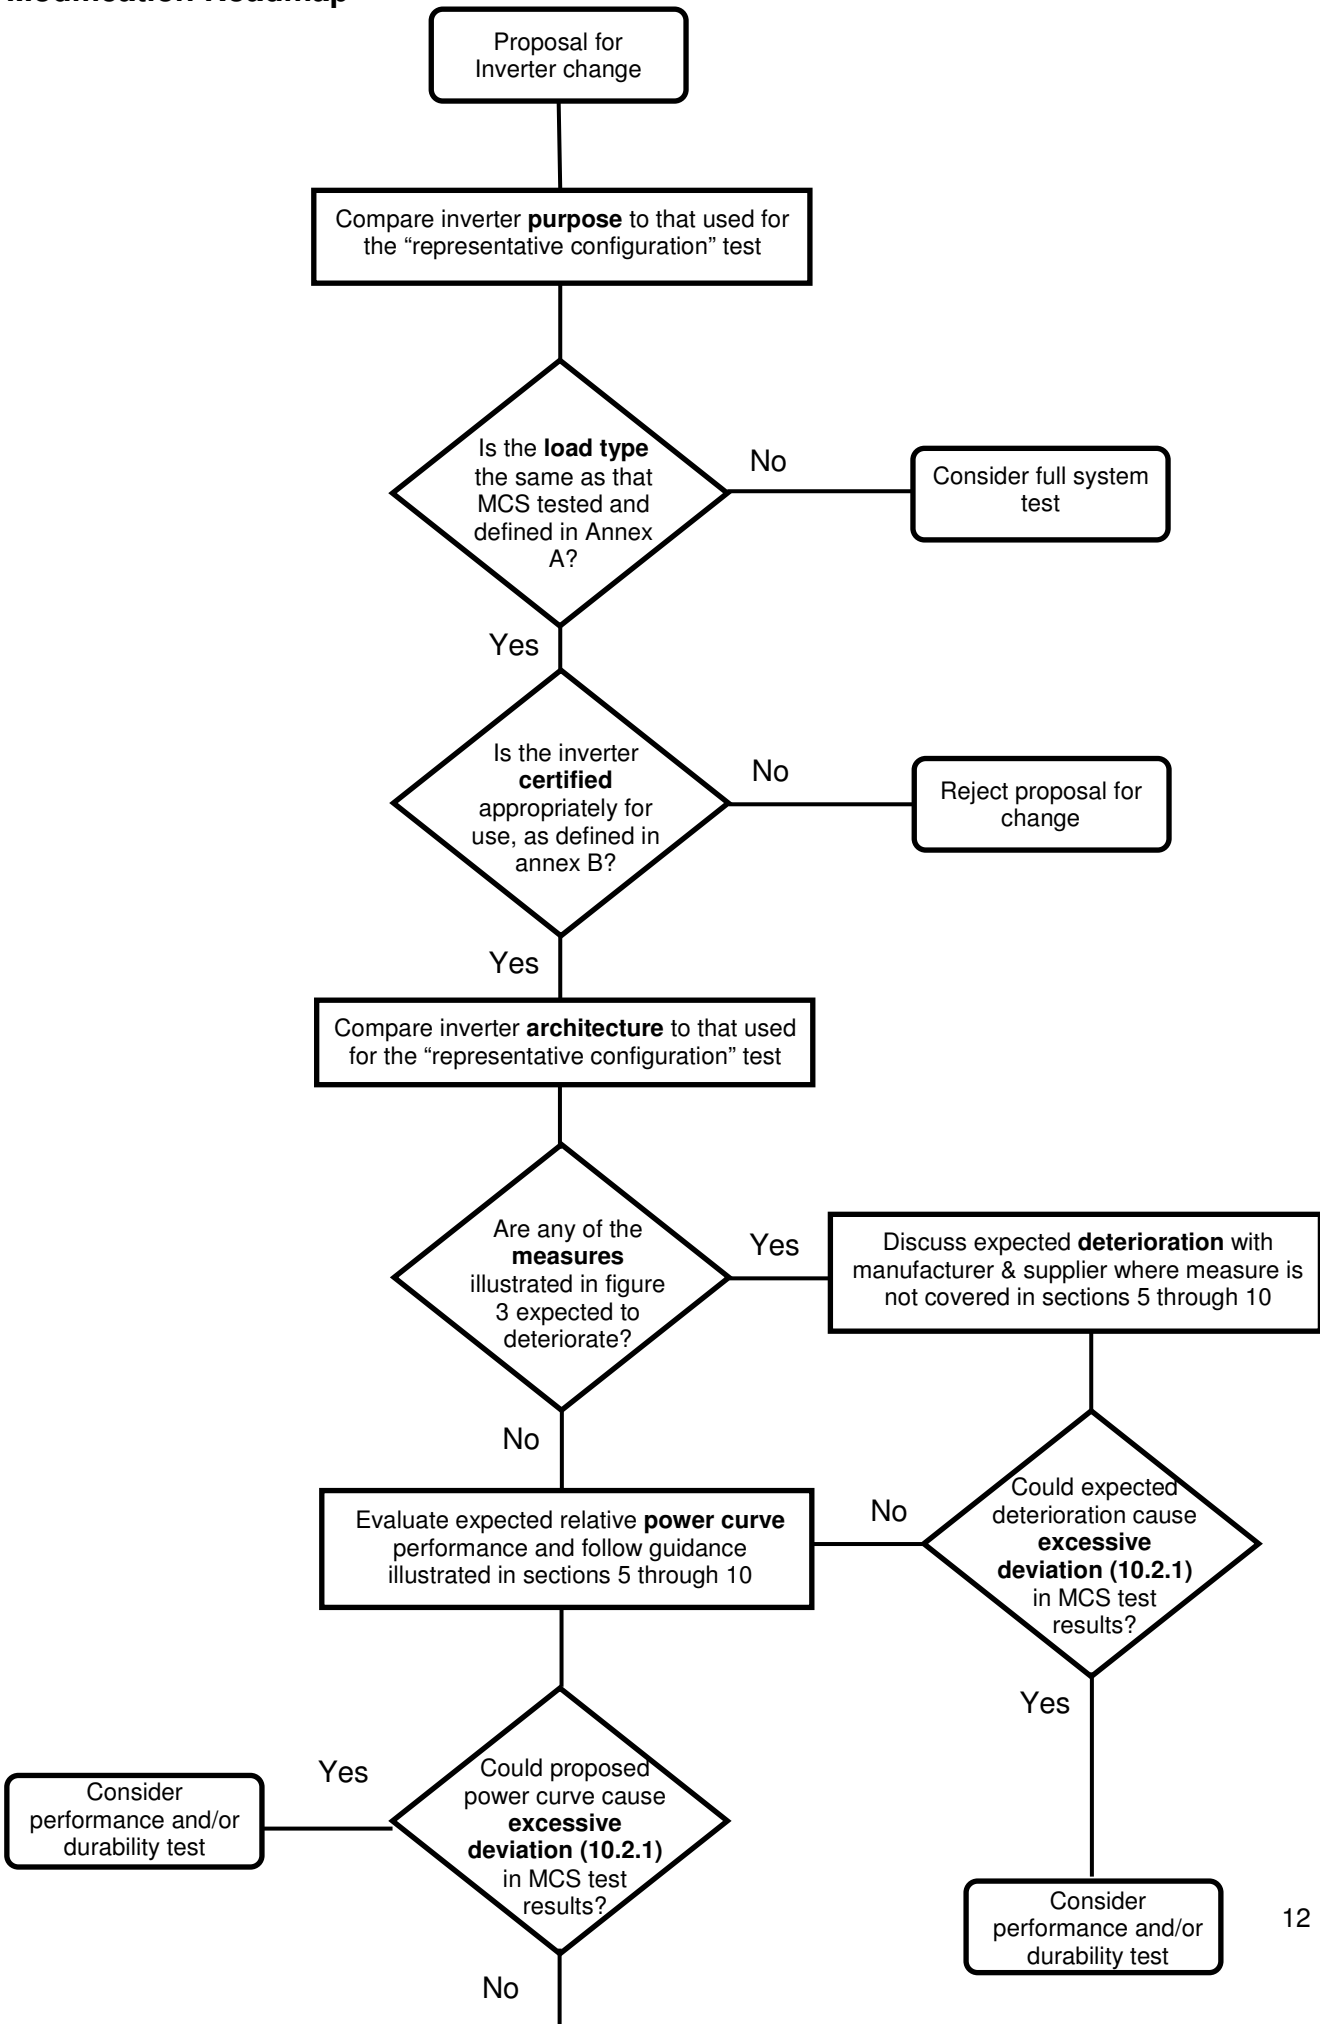 Modification Roadmap
Proposal for
Inverter change
Compare inverter purpose to that used for
the “representative configuration” test
Is the load type
the same as that
MCS tested and
defined in Annex
A?
No
Consider full system
test
Yes
Is the inverter
certified
appropriately for
use, as defined in
annex B?
No
Reject proposal for
change
Yes
Compare inverter architecture to that used
for the “representative configuration” test
Are any of the
measures
illustrated in figure
3 expected to
deteriorate?
Yes
Discuss expected deterioration with
manufacturer & supplier where measure is
not covered in sections 5 through 10
No
Evaluate expected relative power curve
performance and follow guidance
illustrated in sections 5 through 10
No
Could expected
deterioration cause
excessive
deviation (10.2.1)
in MCS test
results?
Yes
Consider
performance and/or
durability test
Could proposed
power curve cause
excessive
deviation (10.2.1)
in MCS test
results?
Yes
Consider
performance and/or
durability test
No
12